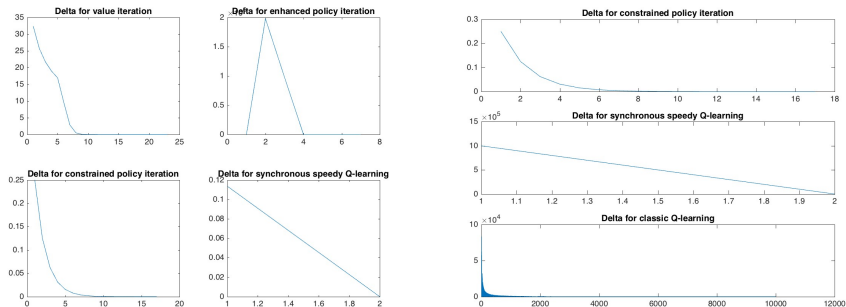 Delta for value iteration
35
30
25
20
15
10
5
0
0 5 10 15 20 25
Delta for enhanced policy iteration
2
1.5
1
0.5
0
0 2 4 6 8
Delta for constrained policy iteration
0.25
0.2
0.15
0.1
0.05
0
0 5 10 15 20
Delta for synchronous speedy Q-learning
0.12
0.1
0.08
0.06
0.04
0.02
0
1 1.2 1.4 1.6 1.8 2
Delta for constrained policy iteration
0.3
0.2
0.1
0
0 2 4 6 8 10 12 14 16 18
Delta for synchronous speedy Q-learning
×10⁵
15
10
5
0
1 1.1 1.2 1.3 1.4 1.5 1.6 1.7 1.8 1.9 2
Delta for classic Q-learning
×10⁴
10
5
0
0 2000 4000 6000 8000 10000 12000